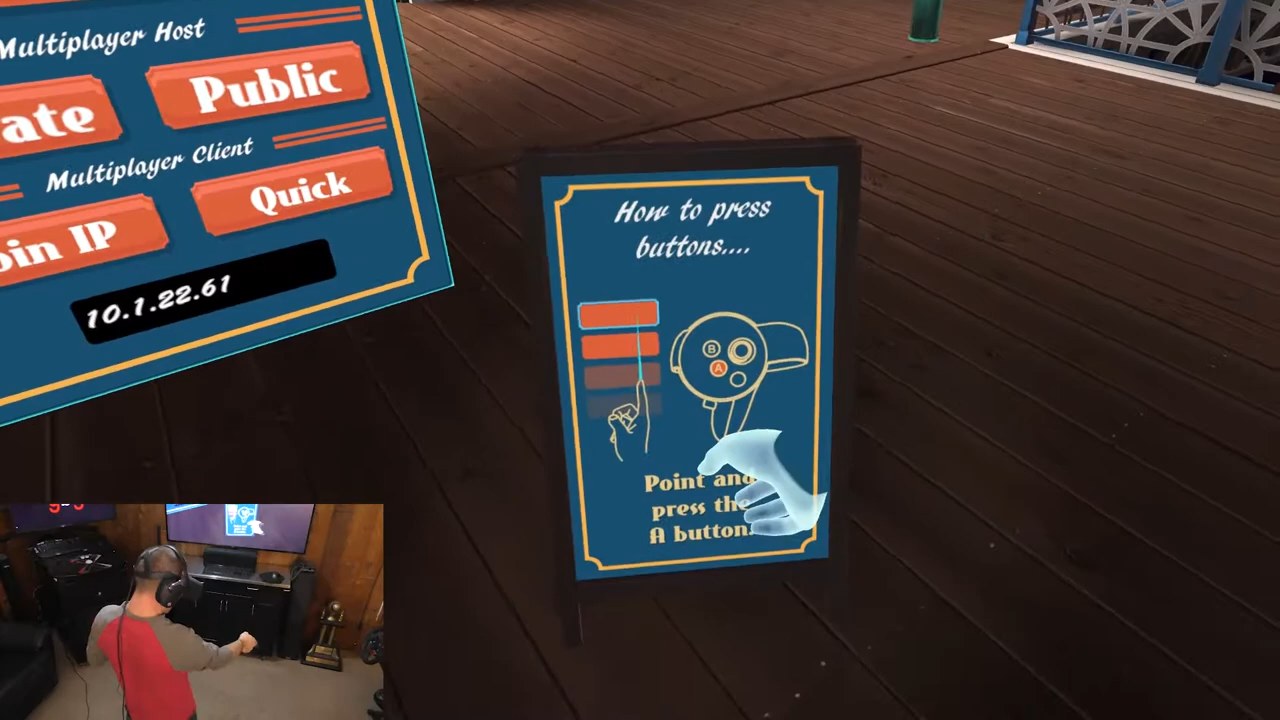 Multiplayer Host
ate
Public
Multiplayer Client
Quick
oin IP
10.1.22.61
How to press
buttons....
B
A
Point and
press the
A button.